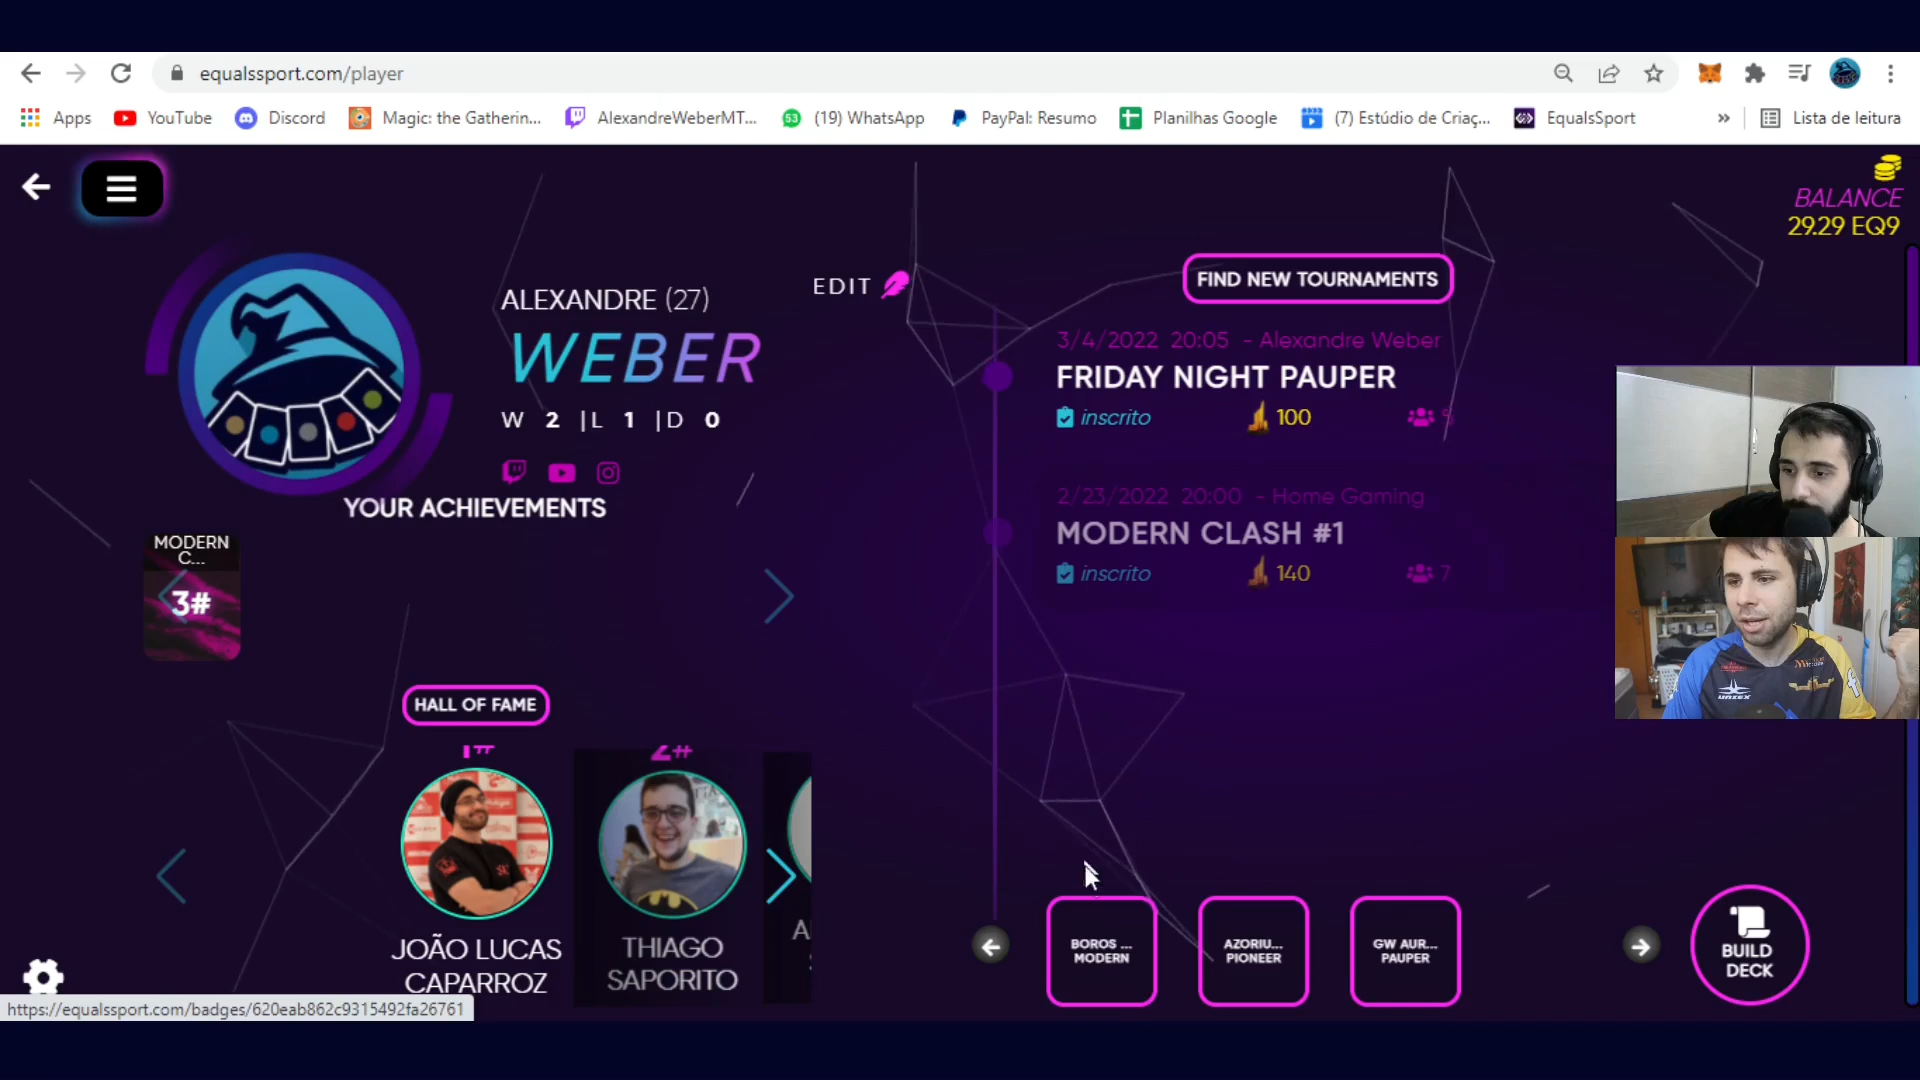 equalssport.com/player
Apps
YouTube
Discord
Magic: the Gatherin...
AlexandreWeberMT...
53
(19) WhatsApp
PayPal: Resumo
Planilhas Google
(7) Estúdio de Criaç...
EqualsSport
»
Lista de leitura
BALANCE
29.29 EQ9
ALEXANDRE (27)
WEBER
W 2 |L 1 |D 0
EDIT
YOUR ACHIEVEMENTS
MODERN
C...
3#
HALL OF FAME
1#
2#
JOÃO LUCAS
CAPARROZ
THIAGO
SAPORITO
FIND NEW TOURNAMENTS
3/4/2022 20:05 - Alexandre Weber
FRIDAY NIGHT PAUPER
inscrito
100
2/23/2022 20:00 - Home Gaming
MODERN CLASH #1
inscrito
140
7
BOROS ...
MODERN
AZORIU...
PIONEER
GW AUR...
PAUPER
BUILD
DECK
https://equalssport.com/badges/620eab862c9315492fa26761